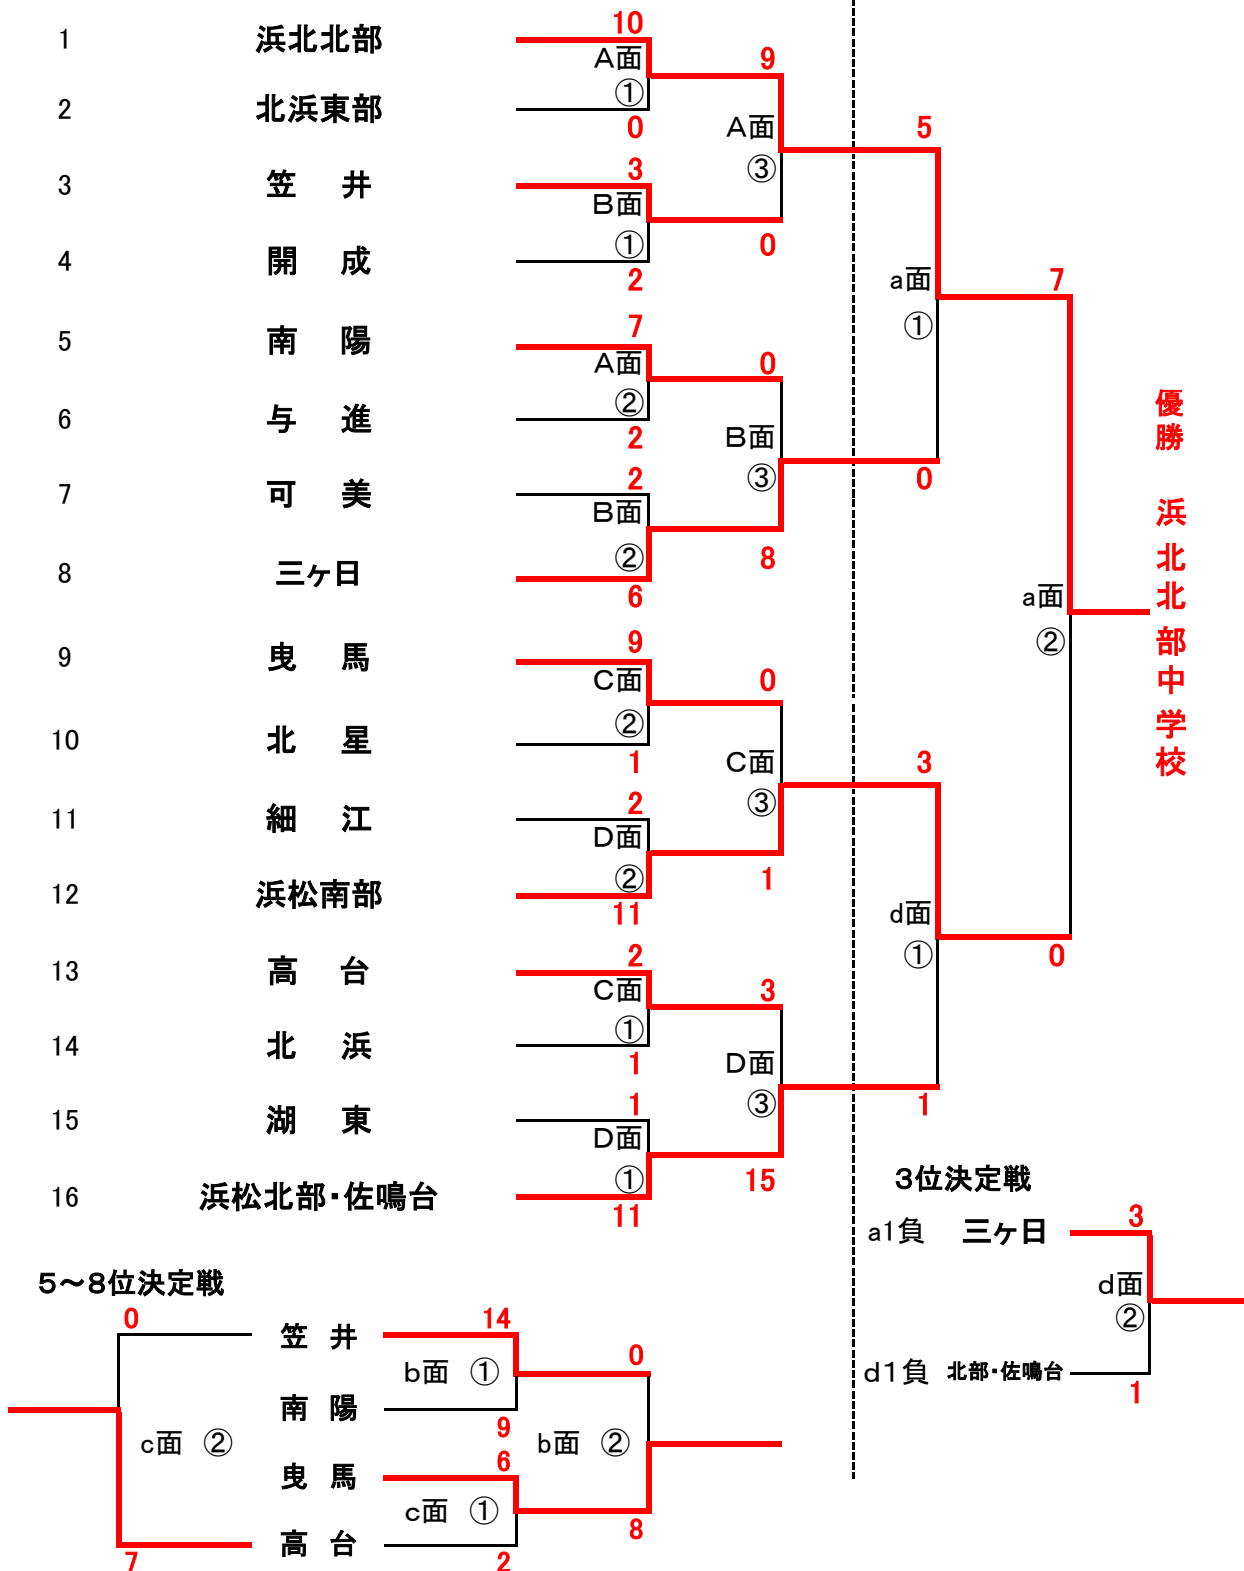 10
1 浜北北部
A面 9
①
2 北浜東部
0 A面 5
3 ③
3 笠 井
B面
① 0
4 開 成
2 a面 7
7 ①
5 南 陽
A面 0
②
6 与 進
2 B面
2 ③ 0
7 可 美
B面
② 8
8 三ヶ日
6 a面
9 ②
9 曳 馬
C面 0
②
10 北 星
1 C面 3
2 ③
11 細 江
D面
② 1
12 浜松南部
11 d面
2 ① 0
13 高 台
C面 3
①
14 北 浜
1 D面
1 ③ 1
15 湖 東
D面
① 15
16 浜松北部・佐鳴台
11
優勝 浜北北部中学校
3位決定戦
3
a1負 三ヶ日
d面
②
d1負 北部・佐鳴台
1
5～8位決定戦
0 14
笠 井 0
b面 ①
南 陽
9
c面 ② b面 ②
6
曳 馬
c面 ①
8
高 台
7 2